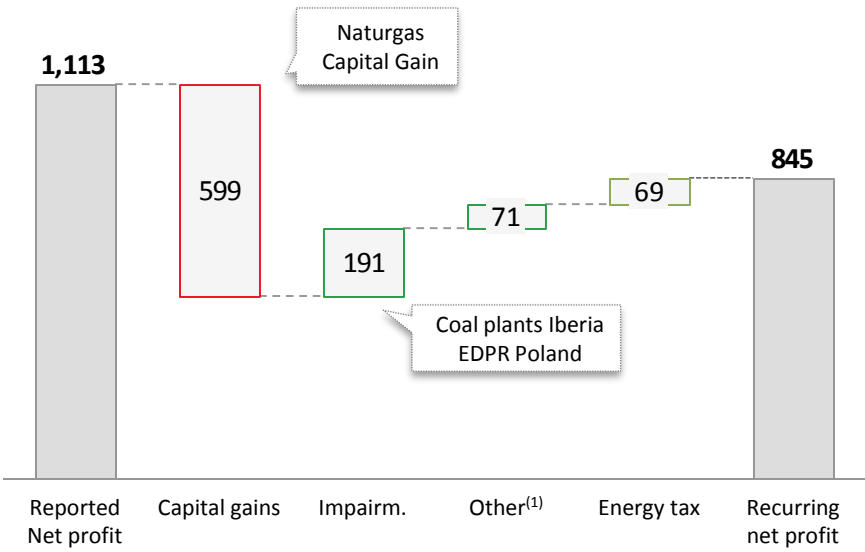 Naturgas
Capital Gain
1,113
845
599
69
71
191
Coal plants Iberia
EDPR Poland
Reported
Net profit
Capital gains
Impairm.
Other(1)
Energy tax
Recurring
net profit